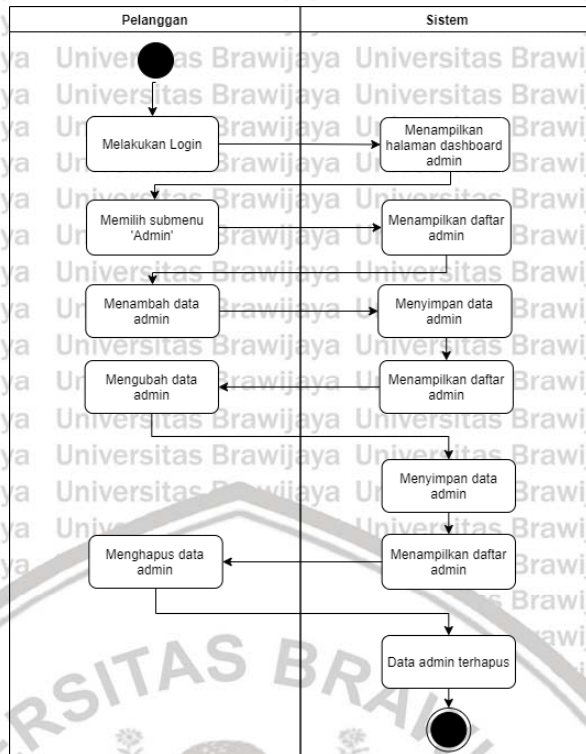 Pelanggan
Sistem
Melakukan Login
Menampilkan
halaman dashboard
admin
Memilih submenu
'Admin'
Menampilkan daftar
admin
Menambah data
admin
Menyimpan data
admin
Mengubah data
admin
Menampilkan daftar
admin
Menyimpan data
admin
Menghapus data
admin
Menampilkan daftar
admin
Data admin terhapus
Universitas Brawijaya